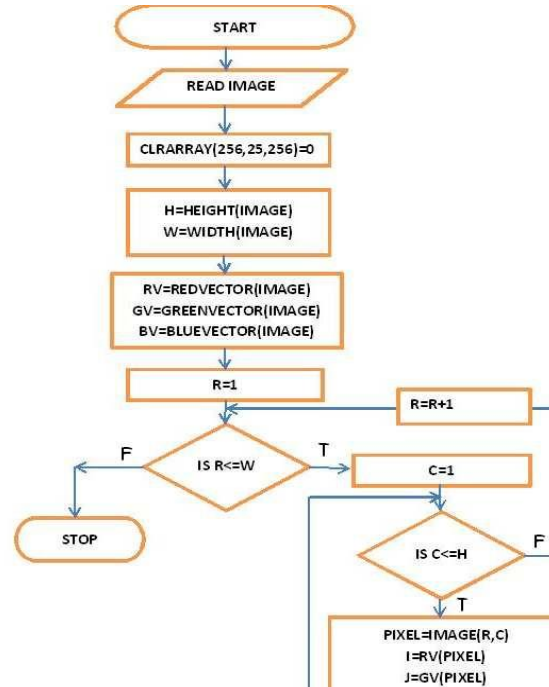 START
READ IMAGE
CLRARRAY(256,25,256)=0
H=HEIGHT(IMAGE)
W=WIDTH(IMAGE)
RV=REDVECTOR(IMAGE)
GV=GREENVECTOR(IMAGE)
BV=BLUEVECTOR(IMAGE)
R=1
R=R+1
F
IS R<=W
T
C=1
STOP
IS C<=H
F
T
PIXEL=IMAGE(R,C)
I=RV(PIXEL)
J=GV(PIXEL)